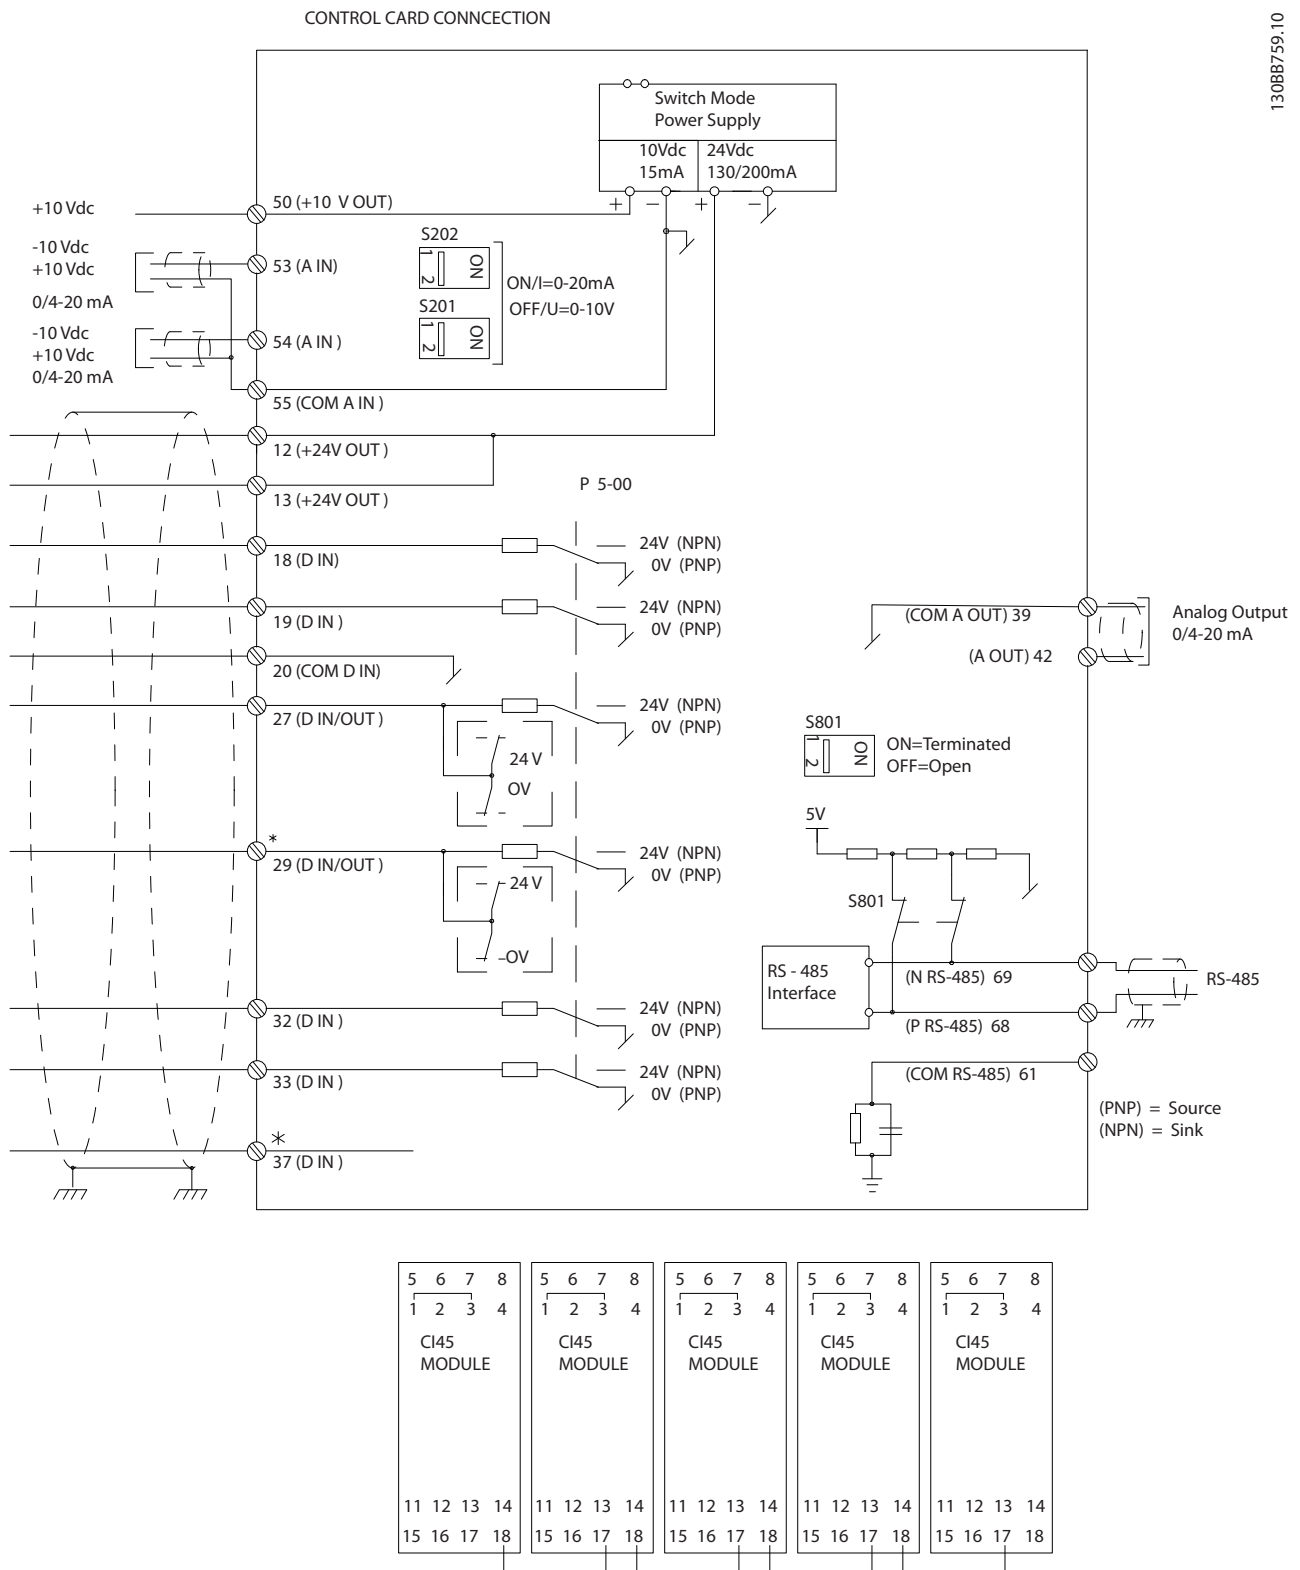 CONTROL CARD CONNCECTION
130BB759.10
Switch Mode
Power Supply
10Vdc
15mA
24Vdc
130/200mA
+ − + −
+10 Vdc
50 (+10 V OUT)
-10 Vdc
+10 Vdc
0/4-20 mA
53 (A IN)
S202
1 2 ON
ON/I=0-20mA
OFF/U=0-10V
S201
1 2 ON
-10 Vdc
+10 Vdc
0/4-20 mA
54 (A IN )
55 (COM A IN )
12 (+24V OUT )
13 (+24V OUT )
P 5-00
18 (D IN)
24V (NPN)
0V (PNP)
19 (D IN )
24V (NPN)
0V (PNP)
(COM A OUT) 39
Analog Output
0/4-20 mA
(A OUT) 42
20 (COM D IN)
27 (D IN/OUT )
24V (NPN)
0V (PNP)
24 V
OV
S801
1 2 ON
ON=Terminated
OFF=Open
5V
*
29 (D IN/OUT )
24V (NPN)
0V (PNP)
24 V
OV
S801
RS - 485
Interface
(N RS-485) 69
RS-485
(P RS-485) 68
32 (D IN )
24V (NPN)
0V (PNP)
33 (D IN )
24V (NPN)
0V (PNP)
(COM RS-485) 61
(PNP) = Source
(NPN) = Sink
*
37 (D IN )
5 6 7 8 5 6 7 8 5 6 7 8 5 6 7 8 5 6 7 8
1 2 3 4 1 2 3 4 1 2 3 4 1 2 3 4 1 2 3 4
CI45 CI45 CI45 CI45 CI45
MODULE MODULE MODULE MODULE MODULE
11 12 13 14 11 12 13 14 11 12 13 14 11 12 13 14 11 12 13 14
15 16 17 18 15 16 17 18 15 16 17 18 15 16 17 18 15 16 17 18